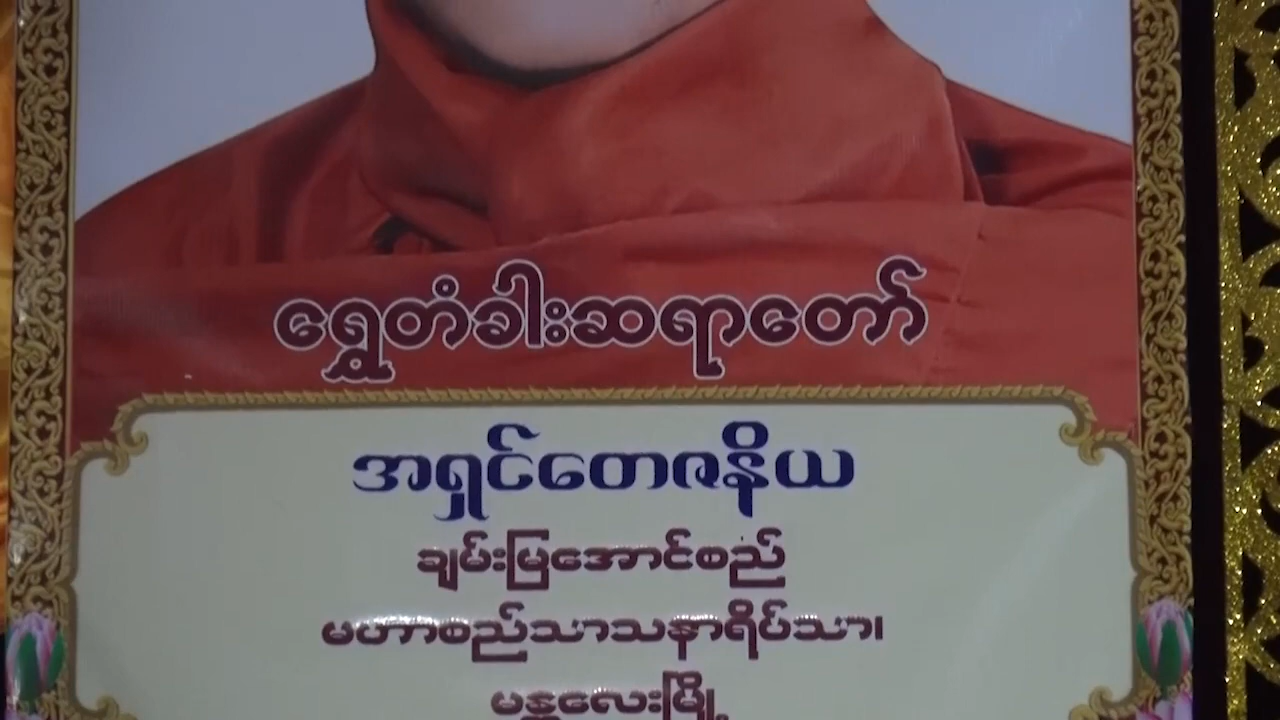 ရွှေတံခါးဆရာတော်
အရှင်တေဇနိယ
ချမ်းမြအောင်စည်
မဟာစည်သာသနာရိပ်သာ၊
မန္တလေးမြို့